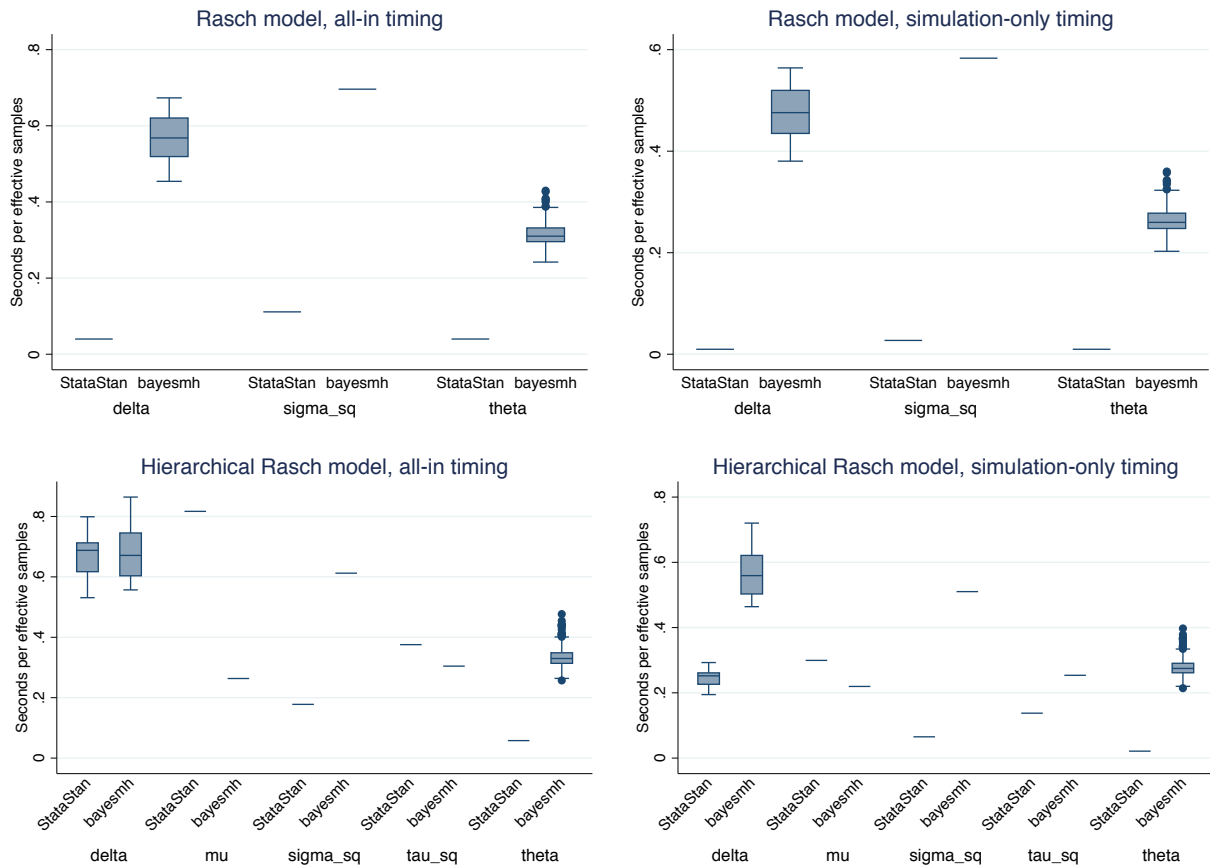 Rasch model, all-in timing
Seconds per effective samples
.8
.6
.4
.2
0
StataStan bayesmh StataStan bayesmh StataStan bayesmh
delta sigma_sq theta
Rasch model, simulation-only timing
Seconds per effective samples
.6
.4
.2
0
StataStan bayesmh StataStan bayesmh StataStan bayesmh
delta sigma_sq theta
Hierarchical Rasch model, all-in timing
Seconds per effective samples
.8
.6
.4
.2
0
StataStan bayesmh StataStan bayesmh StataStan bayesmh StataStan bayesmh StataStan bayesmh
delta mu sigma_sq tau_sq theta
Hierarchical Rasch model, simulation-only timing
Seconds per effective samples
.8
.6
.4
.2
0
StataStan bayesmh StataStan bayesmh StataStan bayesmh StataStan bayesmh StataStan bayesmh
delta mu sigma_sq tau_sq theta